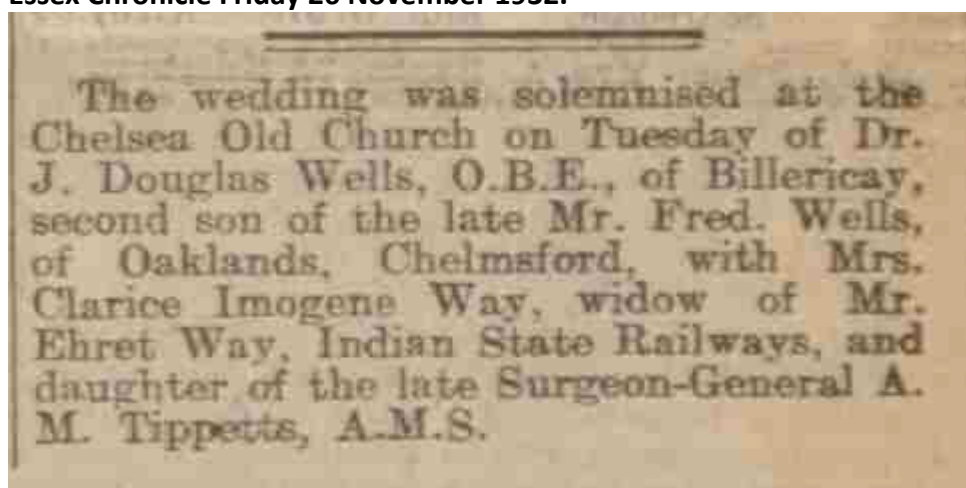 Essex Chronicle Friday 26 November 1932.
The wedding was solemnised at the
Chelsea Old Church on Tuesday of Dr.
J. Douglas Wells, O.B.E., of Billericay,
second son of the late Mr. Fred. Wells,
of Oaklands, Chelmsford, with Mrs.
Clarice Imogene Way, widow of Mr.
Ehret Way, Indian State Railways, and
daughter of the late Surgeon-General A.
M. Tippetts, A.M.S.